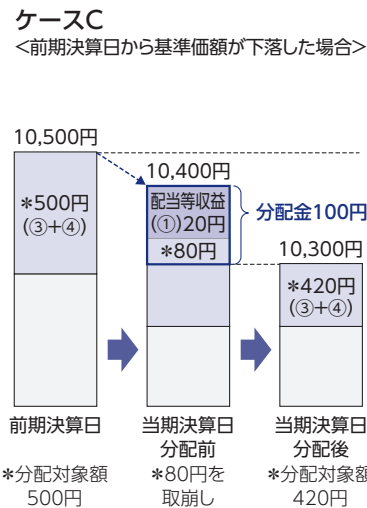 ケースC
<前期決算日から基準価額が下落した場合>
10,500円
10,400円
*500円
(③+④)
配当等収益
(①)20円
*80円
分配金100円
10,300円
*420円
(③+④)
前期決算日
当期決算日
分配前
当期決算日
分配後
*分配対象額
500円
*80円を
取崩し
*分配対象額
420円